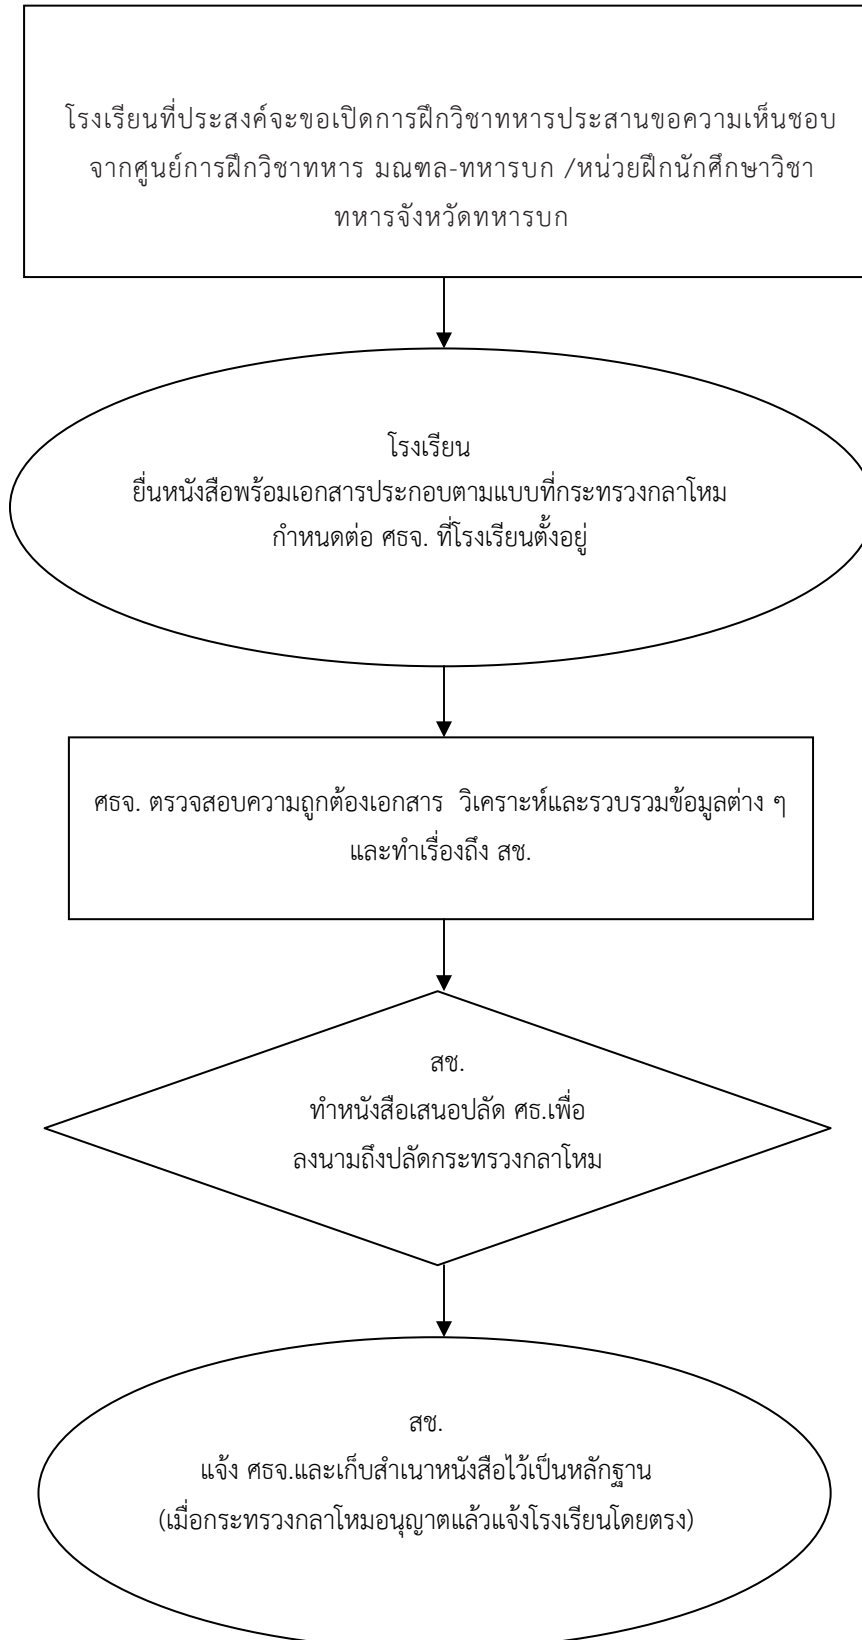 โรงเรียนที่ประสงค์จะขอเปิดการฝึกวิชาทหารประสานขอความเห็นชอบ
จากศูนย์การฝึกวิชาทหาร มณฑล-ทหารบก /หน่วยฝึกนักศึกษาวิชา
ทหารจังหวัดทหารบก
โรงเรียน
ยื่นหนังสือพร้อมเอกสารประกอบตามแบบที่กระทรวงกลาโหม
กำหนดต่อ ศธจ. ที่โรงเรียนตั้งอยู่
ศธจ. ตรวจสอบความถูกต้องเอกสาร วิเคราะห์และรวบรวมข้อมูลต่าง ๆ
และทำเรื่องถึง สช.
สช.
ทำหนังสือเสนอปลัด ศธ.เพื่อ
ลงนามถึงปลัดกระทรวงกลาโหม
สช.
แจ้ง ศธจ.และเก็บสำเนาหนังสือไว้เป็นหลักฐาน
(เมื่อกระทรวงกลาโหมอนุญาตแล้วแจ้งโรงเรียนโดยตรง)